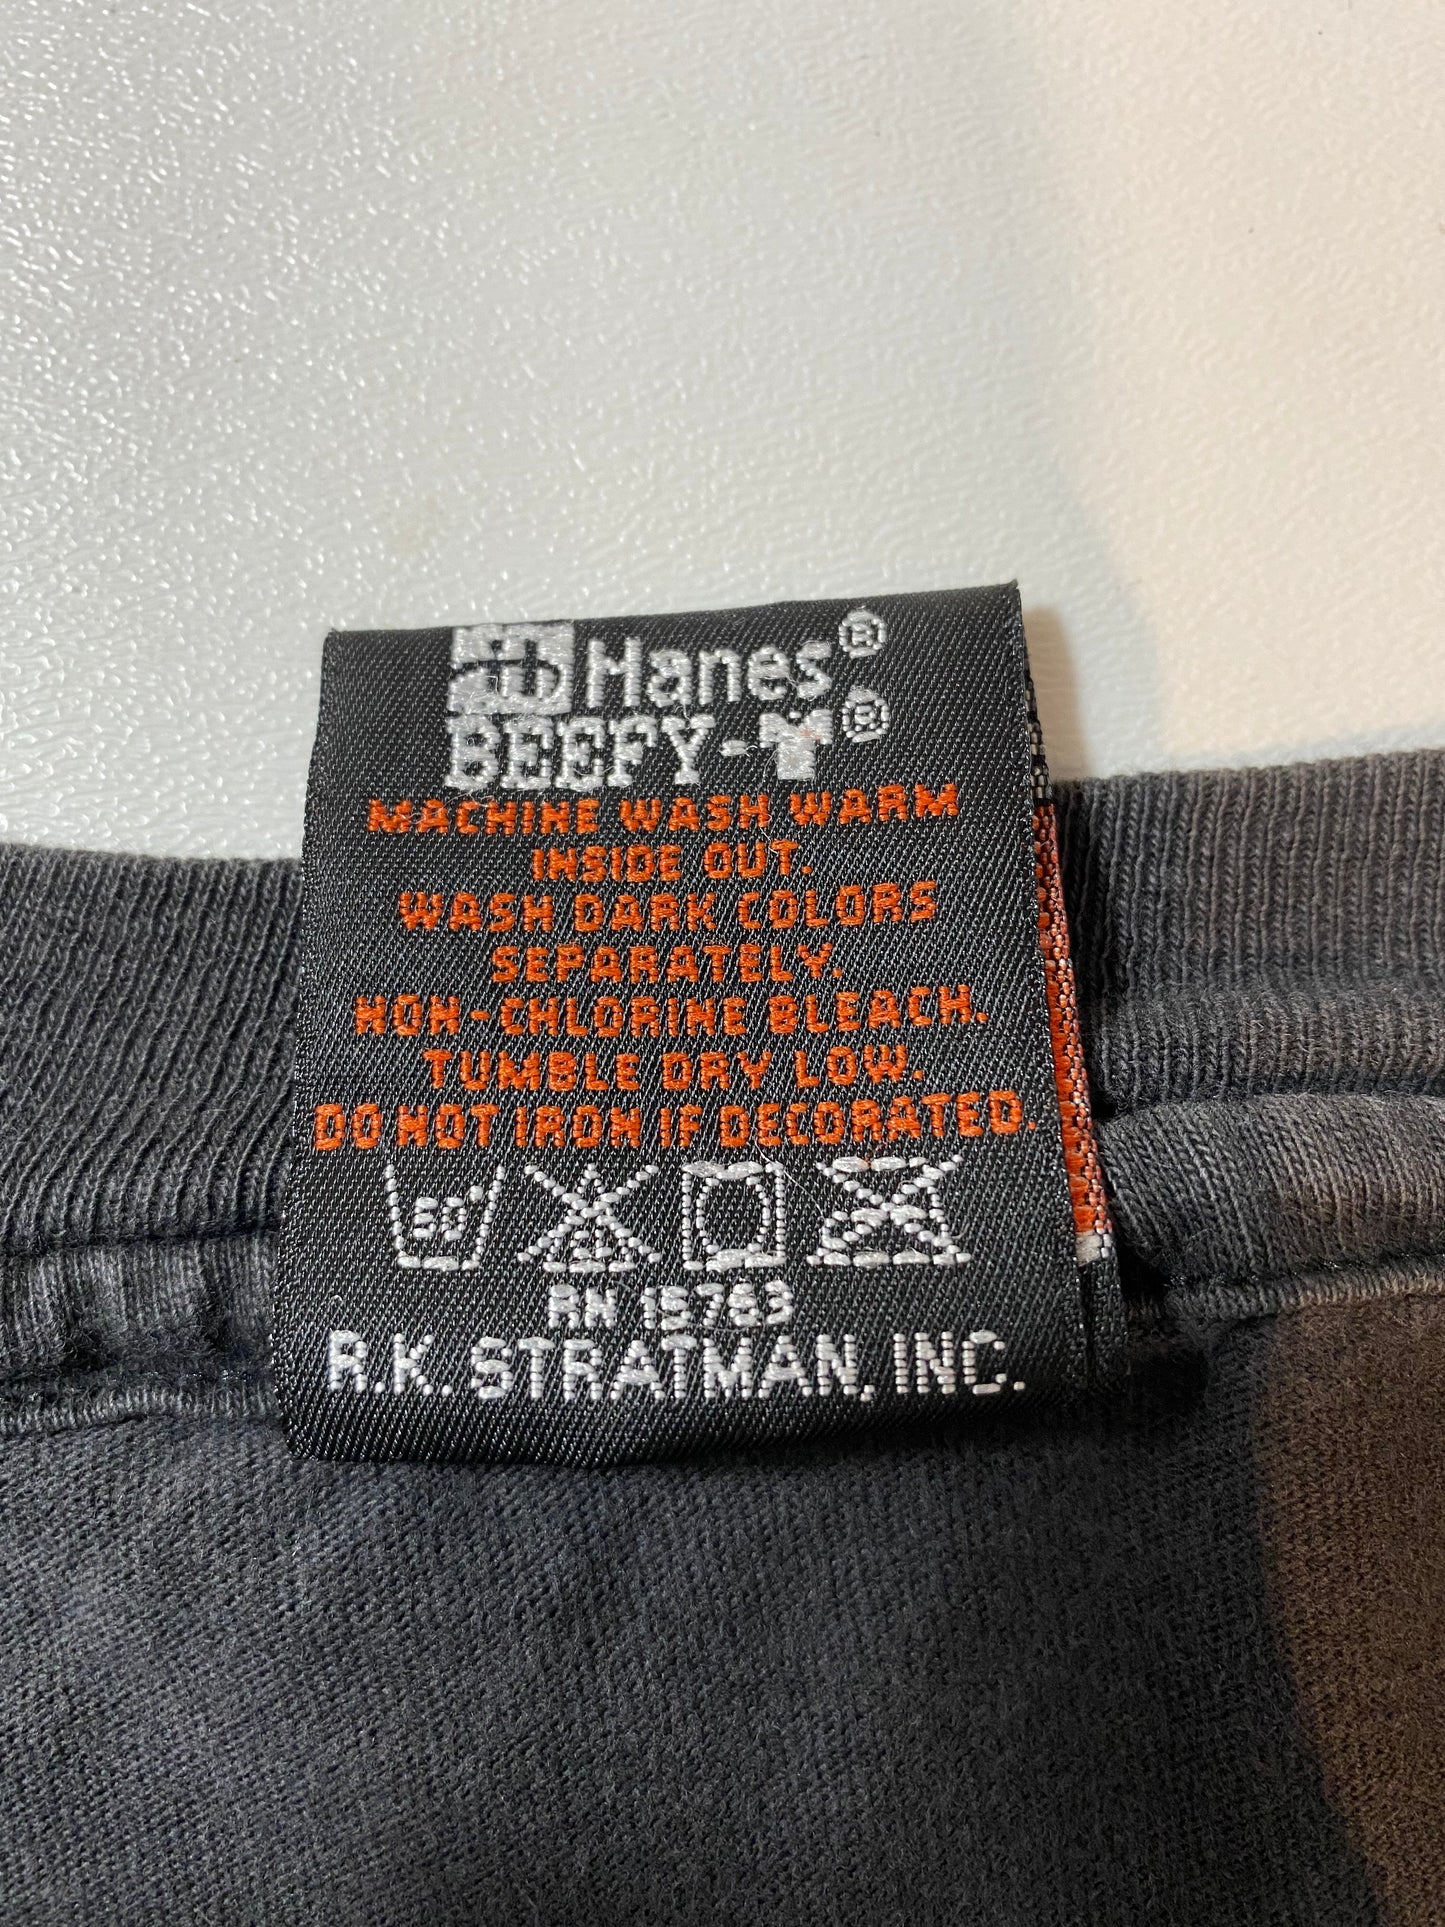 Hanes®
BEEFY-T®
MACHINE WASH WARM
INSIDE OUT.
WASH DARK COLORS
SEPARATELY.
NON-CHLORINE BLEACH.
TUMBLE DRY LOW.
DO NOT IRON IF DECORATED.
50°
RN 15763
R.K. STRATMAN, INC.